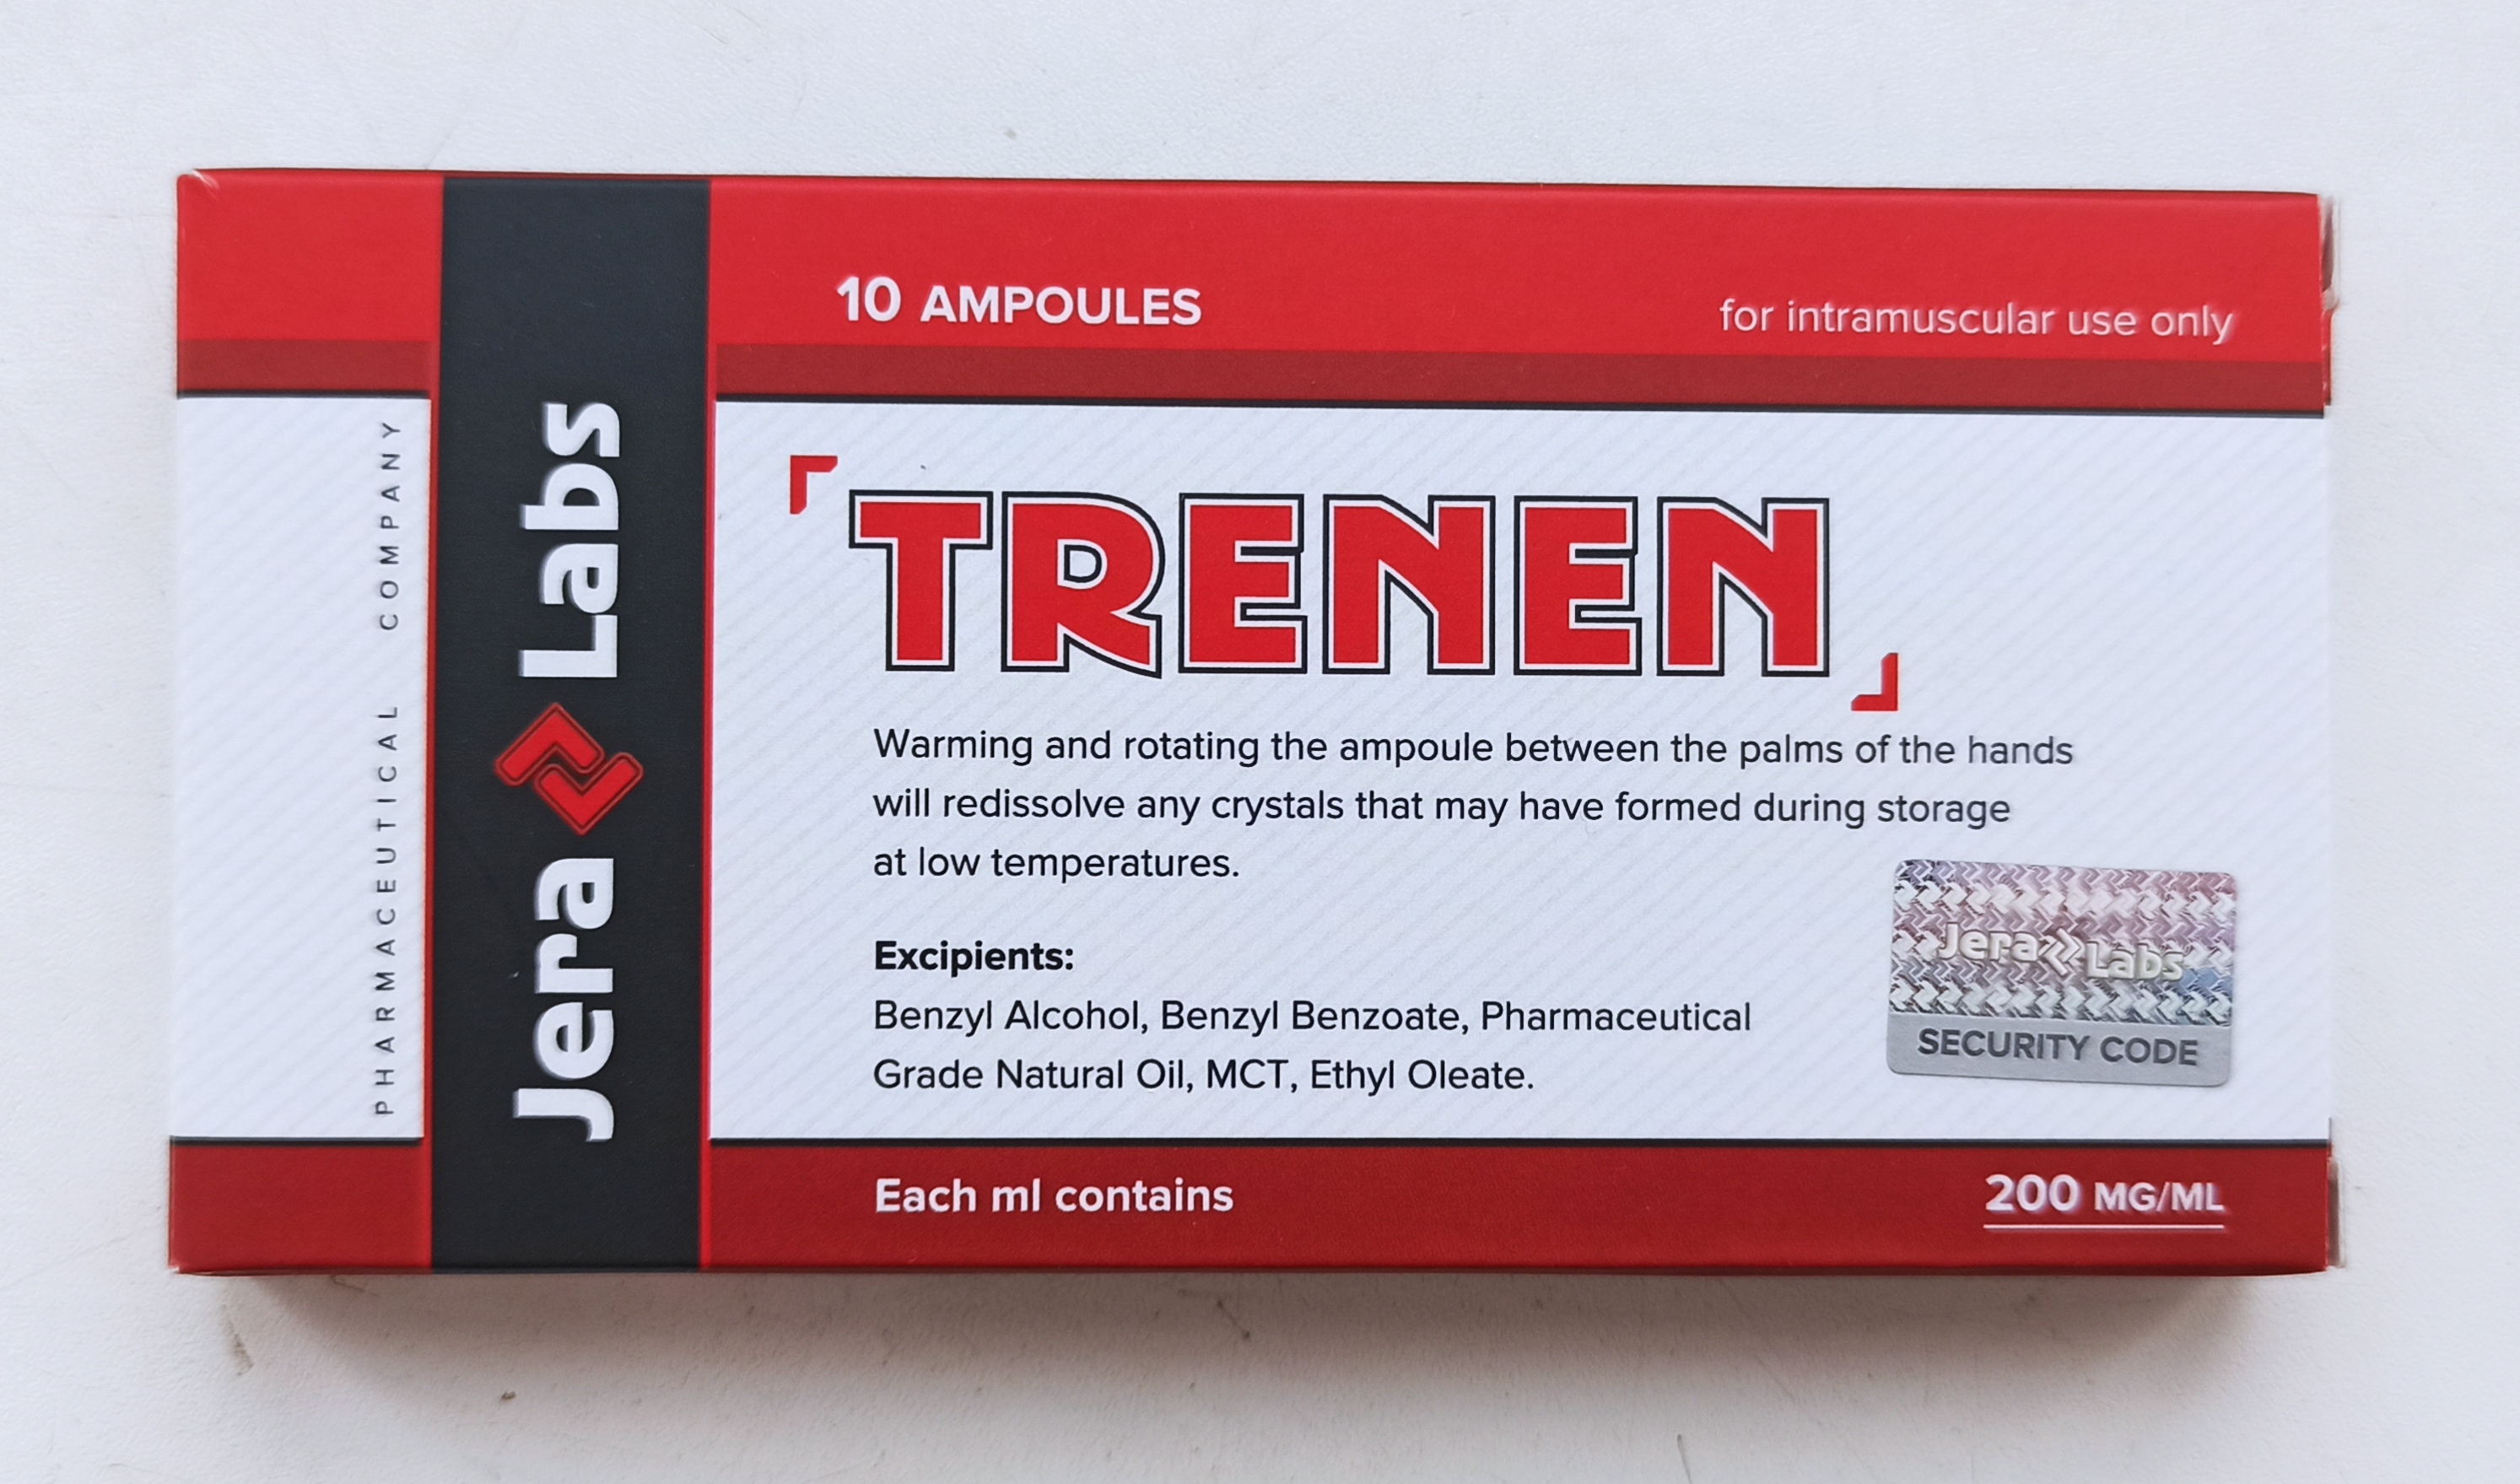 10 AMPOULES
for intramuscular use only
PHARMACEUTICAL COMPANY
Jera Labs
TRENEN
Warming and rotating the ampoule between the palms of the hands
will redissolve any crystals that may have formed during storage
at low temperatures.
Excipients:
Benzyl Alcohol, Benzyl Benzoate, Pharmaceutical
Grade Natural Oil, MCT, Ethyl Oleate.
Jera Labs
SECURITY CODE
Each ml contains
200 MG/ML